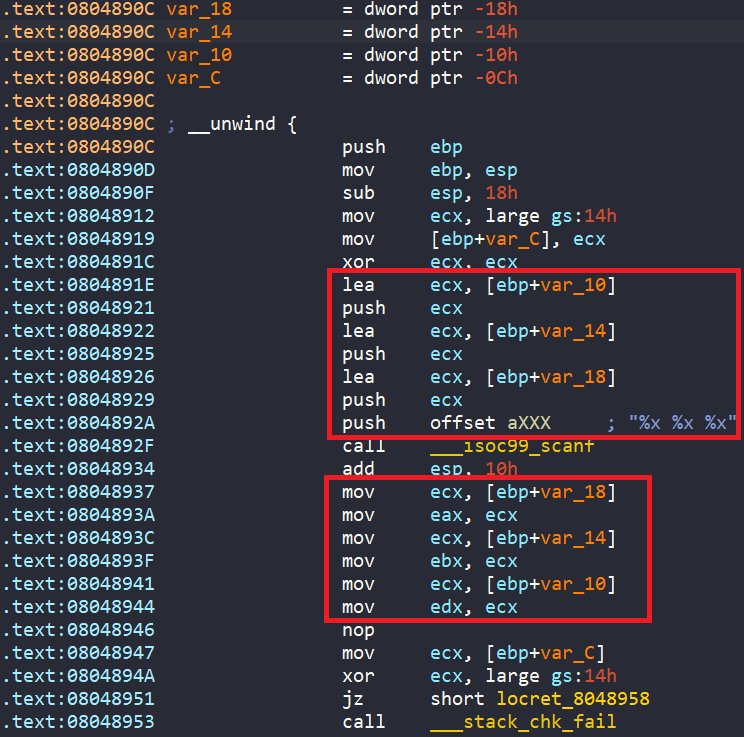 .text:0804890C var_18 = dword ptr -18h
.text:0804890C var_14 = dword ptr -14h
.text:0804890C var_10 = dword ptr -10h
.text:0804890C var_C = dword ptr -0Ch
.text:0804890C
.text:0804890C ; __unwind {
.text:0804890C push ebp
.text:0804890D mov ebp, esp
.text:0804890F sub esp, 18h
.text:08048912 mov ecx, large gs:14h
.text:08048919 mov [ebp+var_C], ecx
.text:0804891C xor ecx, ecx
.text:0804891E lea ecx, [ebp+var_10]
.text:08048921 push ecx
.text:08048922 lea ecx, [ebp+var_14]
.text:08048925 push ecx
.text:08048926 lea ecx, [ebp+var_18]
.text:08048929 push ecx
.text:0804892A push offset aXXX ; "%x %x %x"
.text:0804892F call ___isoc99_scanf
.text:08048934 add esp, 10h
.text:08048937 mov ecx, [ebp+var_18]
.text:0804893A mov eax, ecx
.text:0804893C mov ecx, [ebp+var_14]
.text:0804893F mov ebx, ecx
.text:08048941 mov ecx, [ebp+var_10]
.text:08048944 mov edx, ecx
.text:08048946 nop
.text:08048947 mov ecx, [ebp+var_C]
.text:0804894A xor ecx, large gs:14h
.text:08048951 jz short locret_8048958
.text:08048953 call ___stack_chk_fail